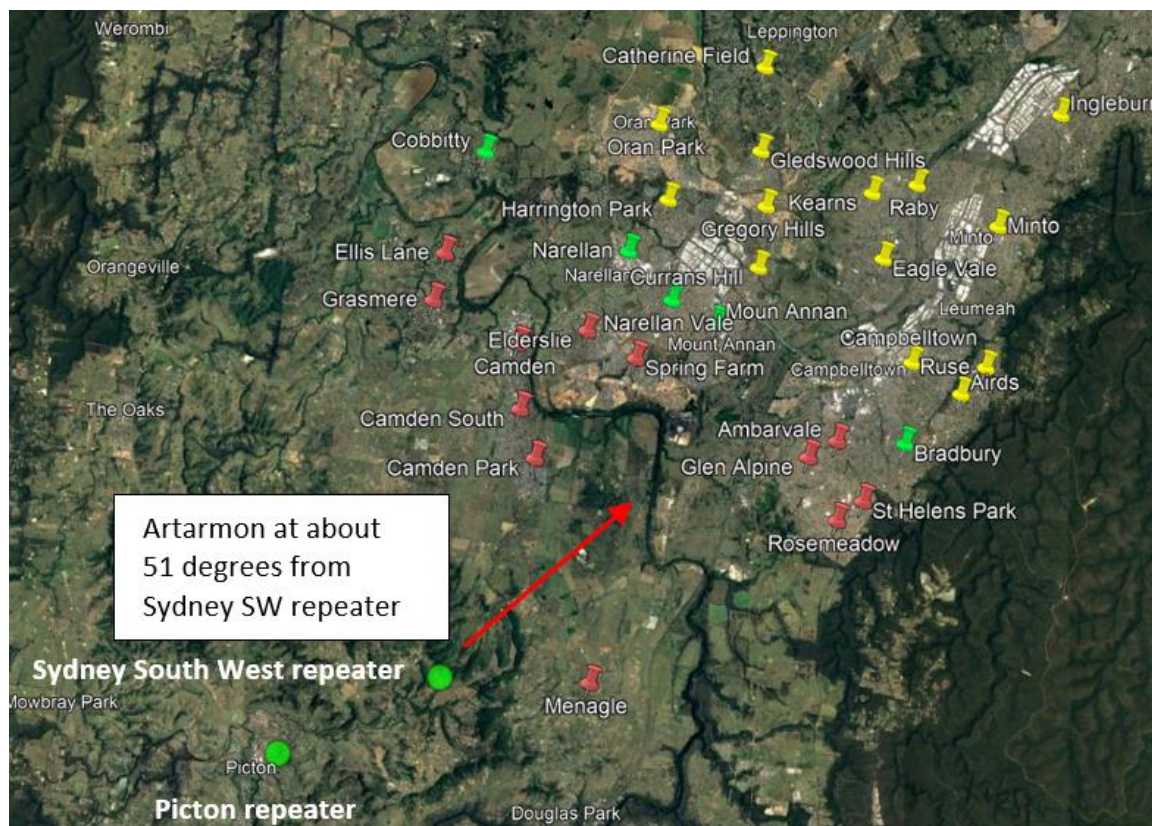 Werombi
Leppington
Catherine Field
Ingleburn
Oran Park
Oran Park
Cobbitty
Gledswood Hills
Harrington Park
Kearns
Raby
Gregory Hills
Minto
Minto
Ellis Lane
Narellan
Orangeville
Narellan
Currans Hill
Eagle Vale
Grasmere
Leumeah
Moun Annan
Narellan Vale
Elderslie
Mount Annan
Campbelltown
Camden
Spring Farm
Campbelltown
Ruse
Airds
The Oaks
Camden South
Ambarvale
Bradbury
Camden Park
Glen Alpine
St Helens Park
Rosemeadow
Artarmon at about
51 degrees from
Sydney SW repeater
Sydney South West repeater
Mowbray Park
Menagle
Picton
Picton repeater
Douglas Park